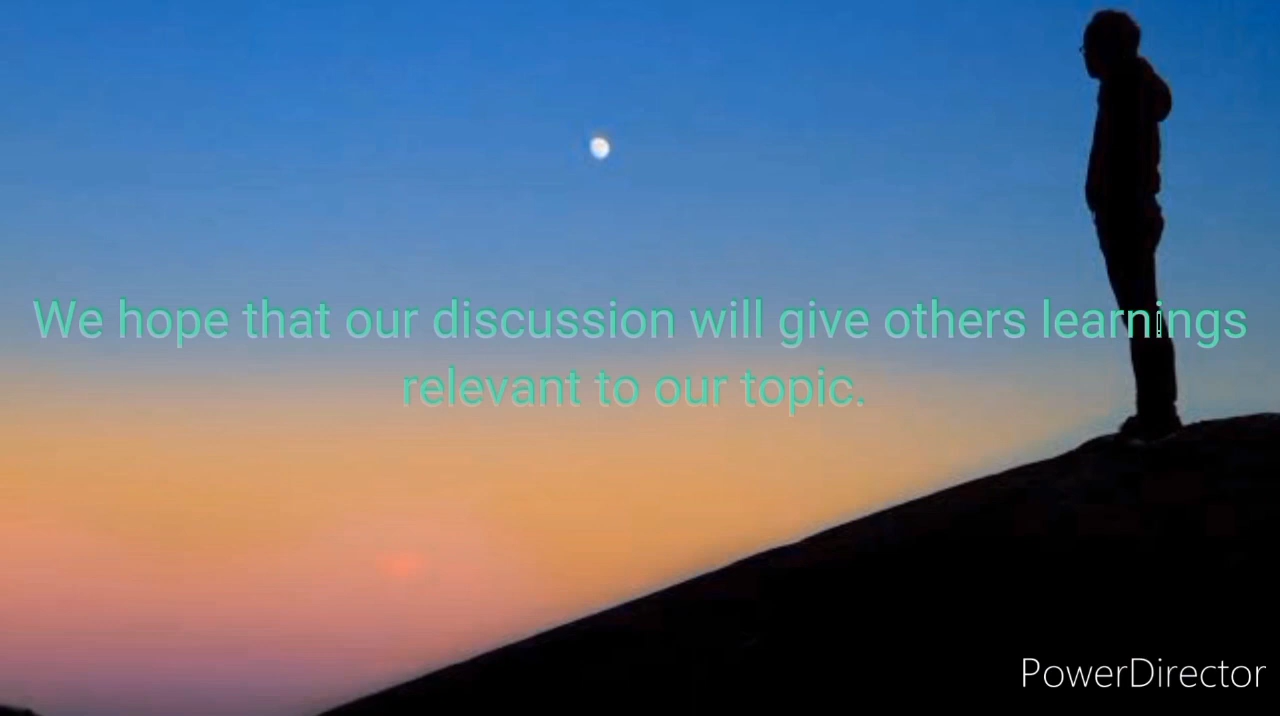 We hope that our discussion will give others learnings
relevant to our topic.
PowerDirector